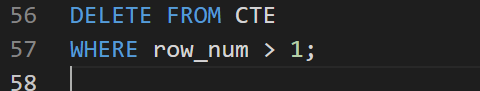 56 DELETE FROM CTE
57 WHERE row_num > 1;
58